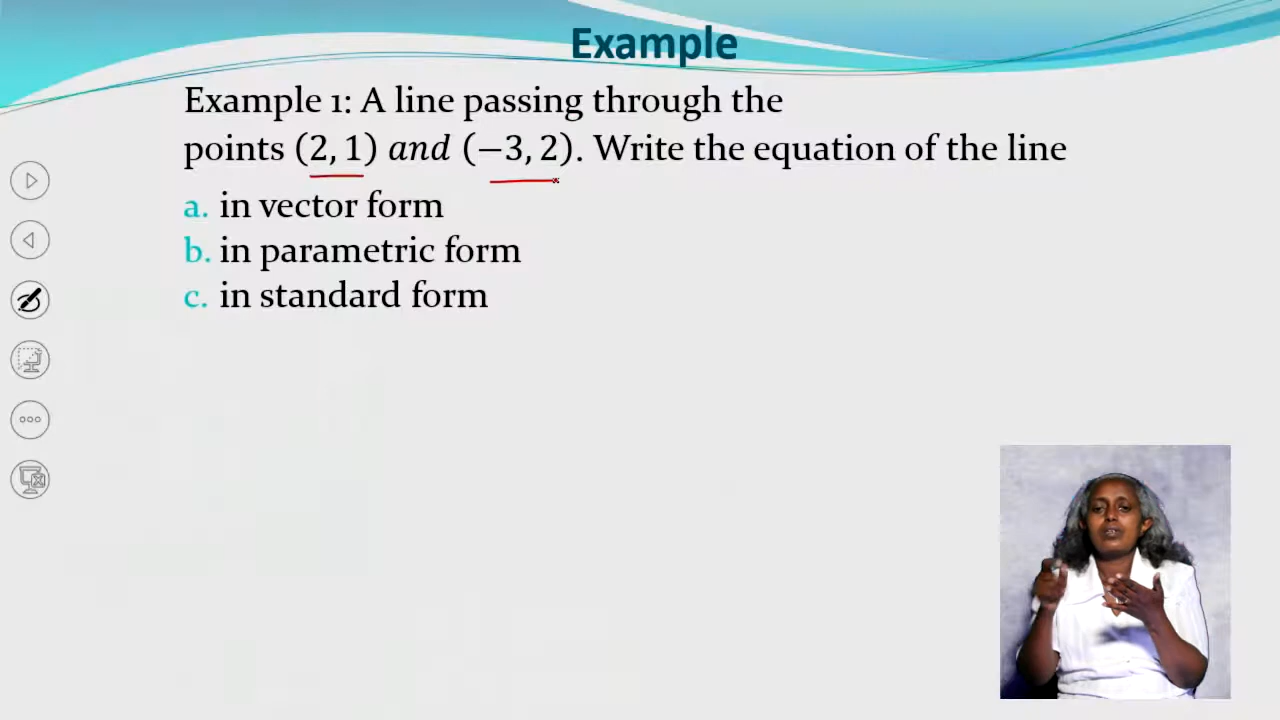 Example
Example 1: A line passing through the
points (2, 1) and (−3, 2). Write the equation of the line
a. in vector form
b. in parametric form
c. in standard form